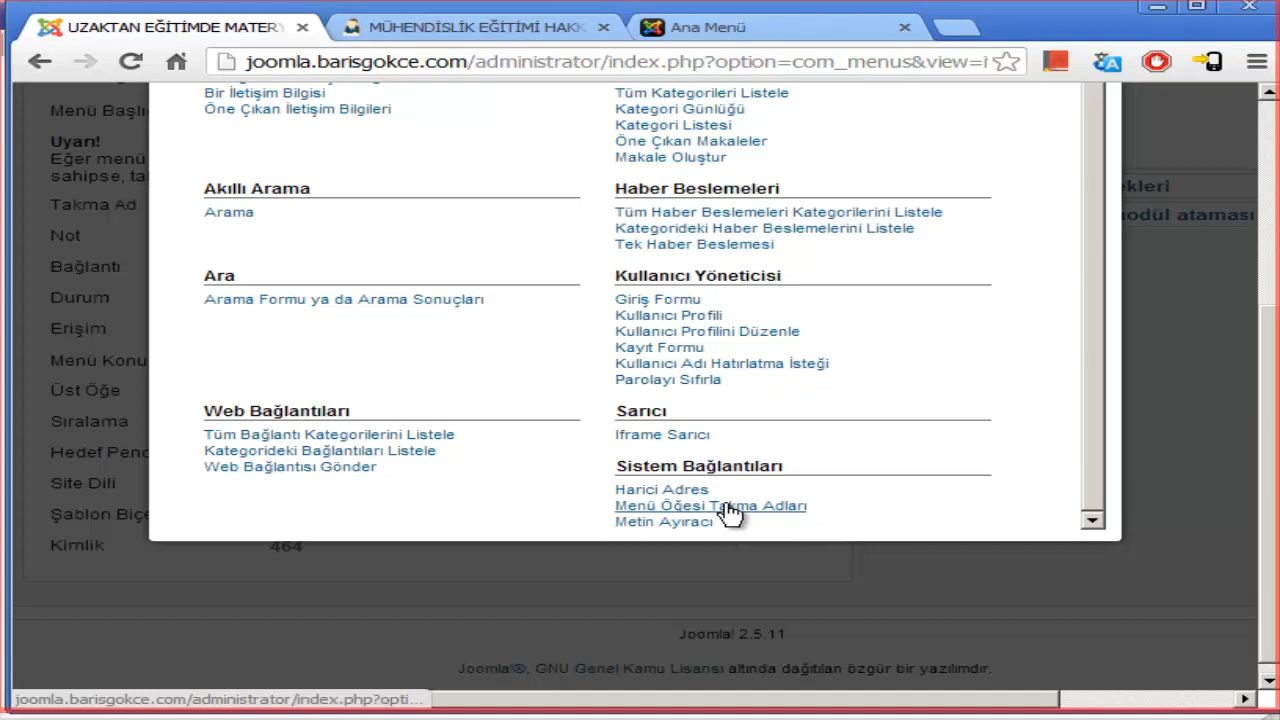 UZAKTAN EĞİTİMDE MATERY
MÜHENDİSLİK EĞİTİMİ HAKK
Ana Menü
joomla.barisgokce.com/administrator/index.php?option=com_menus&view=i
Menü Başlı
Uyarı!
Eğer menü
sahipse, ta
Takma Ad
Not
Bağlantı
Durum
Erişim
Menü Konu
Üst Öğe
Sıralama
Hedef Penc
Site Dili
Şablon Biçe
Kimlik
464
Bir İletişim Bilgisi
Öne Çıkan İletişim Bilgileri
Akıllı Arama
Arama
Ara
Arama Formu ya da Arama Sonuçları
Web Bağlantıları
Tüm Bağlantı Kategorilerini Listele
Kategorideki Bağlantıları Listele
Web Bağlantısı Gönder
Tüm Kategorileri Listele
Kategori Günlüğü
Kategori Listesi
Öne Çıkan Makaleler
Makale Oluştur
Haber Beslemeleri
Tüm Haber Beslemeleri Kategorilerini Listele
Kategorideki Haber Beslemelerini Listele
Tek Haber Beslemesi
Kullanıcı Yöneticisi
Giriş Formu
Kullanıcı Profili
Kullanıcı Profilini Düzenle
Kayıt Formu
Kullanıcı Adı Hatırlatma İsteği
Parolayı Sıfırla
Sarıcı
Iframe Sarıcı
Sistem Bağlantıları
Harici Adres
Menü Öğesi Takma Adları
Metin Ayıracı
ekleri
modül ataması
Joomla! 2.5.11
Joomla!®, GNU Genel Kamu Lisansı altında dağıtılan özgür bir yazılımdır.
joomla.barisgokce.com/administrator/index.php?opti...